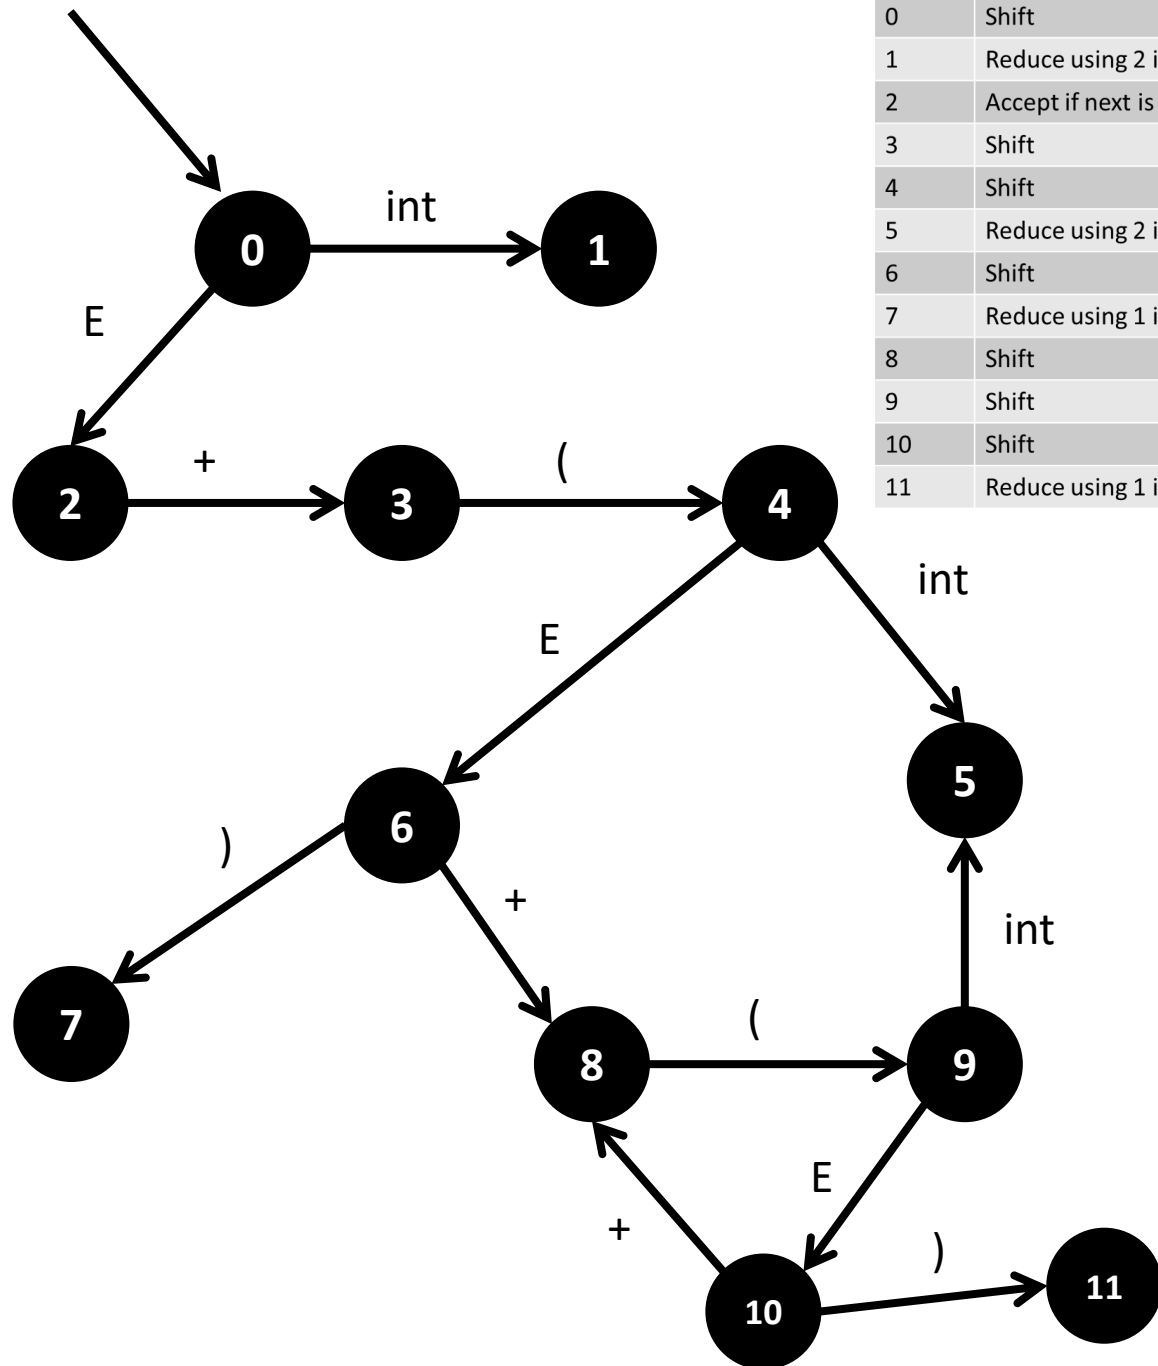 0 Shift
1 Reduce using 2 i
2 Accept if next is
3 Shift
4 Shift
5 Reduce using 2 i
6 Shift
7 Reduce using 1 i
8 Shift
9 Shift
10 Shift
11 Reduce using 1 i
int
0
1
E
+
(
2
3
4
int
E
5
)
6
+
int
7
(
8
9
E
+
)
10
11